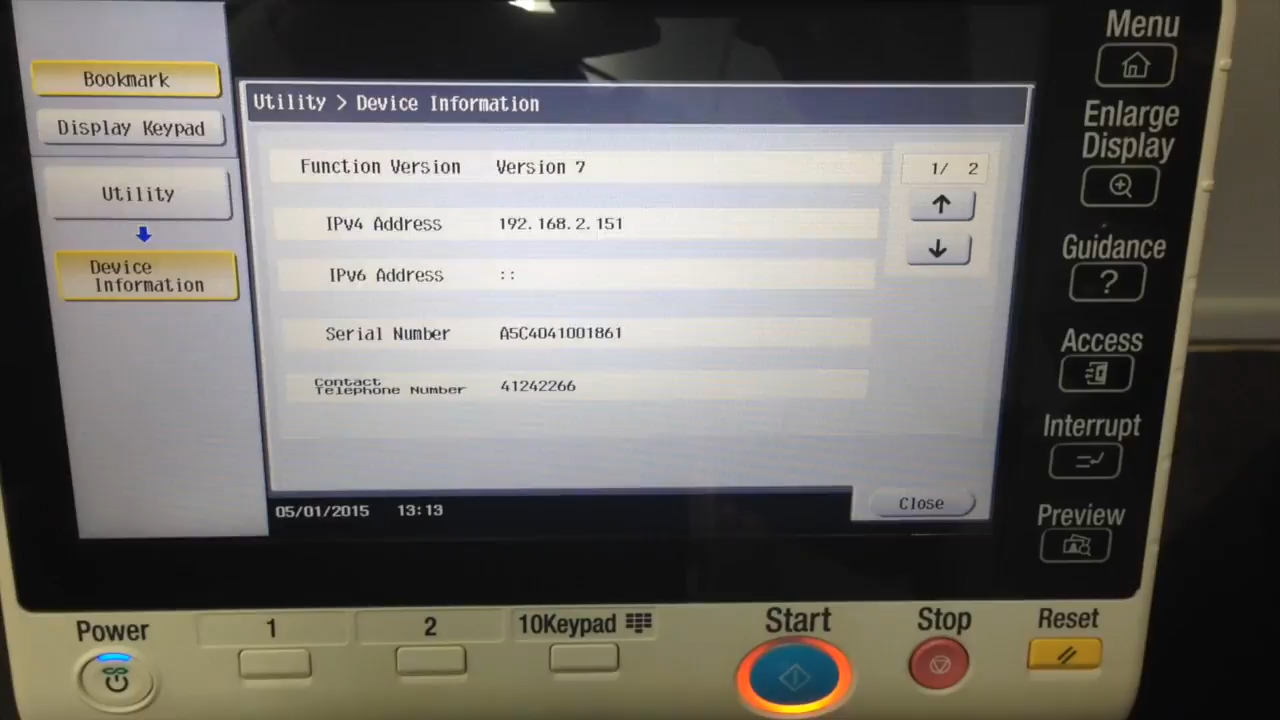 Bookmark
Display Keypad
Utility
Device
Information
Utility > Device Information
Function Version Version 7
1/ 2
IPv4 Address 192.168.2.151
IPv6 Address ::
Serial Number A5C4041001861
Contact
Telephone Number 41242266
05/01/2015 13:13
Close
Menu
Enlarge
Display
Guidance
?
Access
Interrupt
Preview
Power
1
2
10Keypad
Start
Stop
Reset